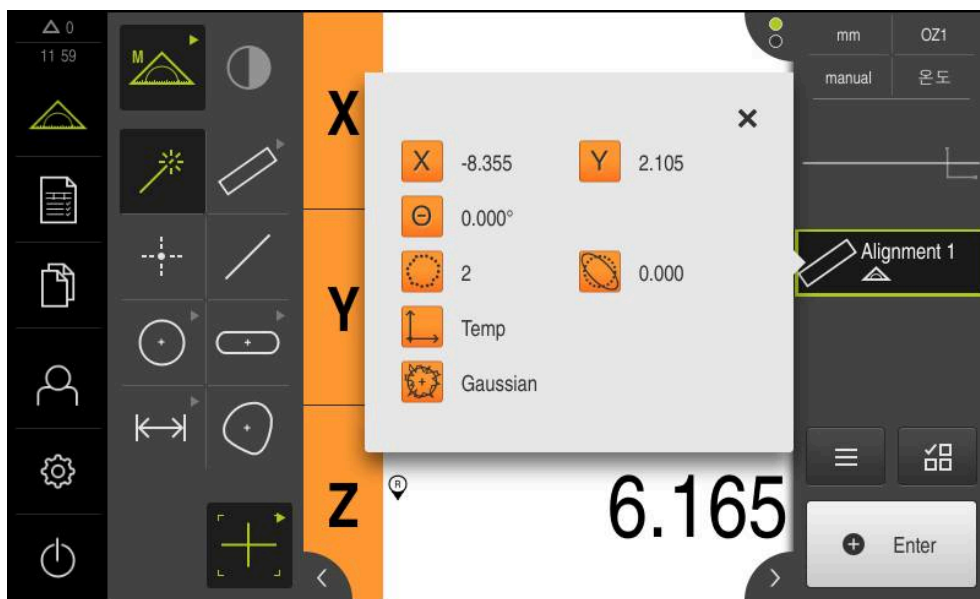 0
11 59
M
X
Y
Z
R
6.165
X -8.355 Y 2.105
Θ 0.000°
2 0.000
Temp
Gaussian
mm OZ1
manual 온도
Alignment 1
Enter